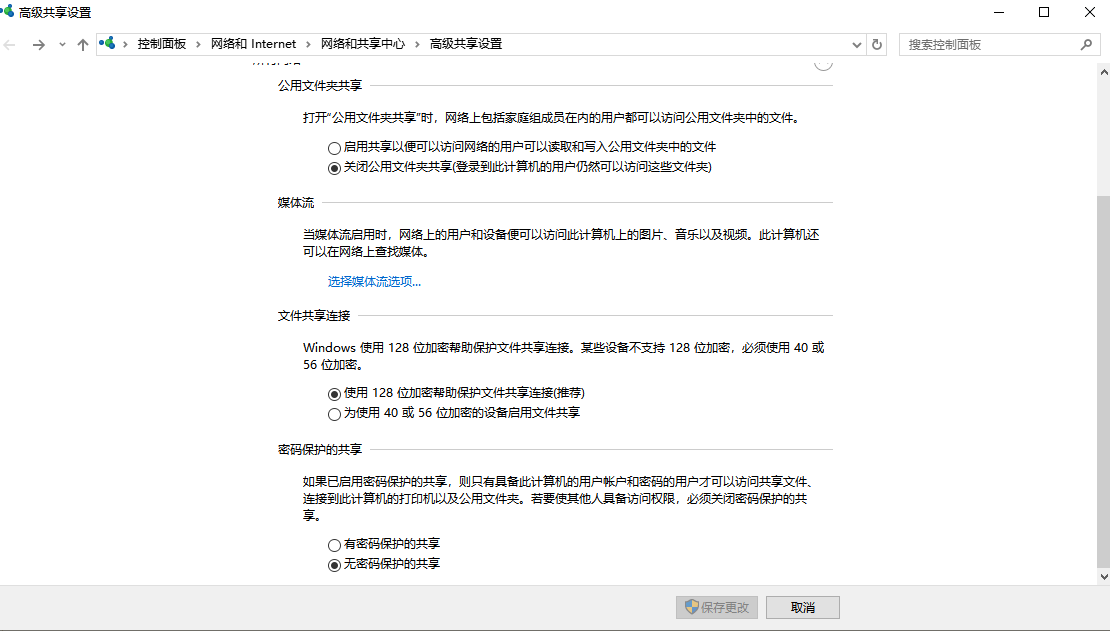 高级共享设置
控制面板 > 网络和 Internet > 网络和共享中心 > 高级共享设置
搜索控制面板
公用文件夹共享
打开“公用文件夹共享”时，网络上包括家庭组成员在内的用户都可以访问公用文件夹中的文件。
启用共享以便可以访问网络的用户可以读取和写入公用文件夹中的文件
关闭公用文件夹共享(登录到此计算机的用户仍然可以访问这些文件夹)
媒体流
当媒体流启用时，网络上的用户和设备便可以访问此计算机上的图片、音乐以及视频。此计算机还
可以在网络上查找媒体。
选择媒体流选项...
文件共享连接
Windows 使用 128 位加密帮助保护文件共享连接。某些设备不支持 128 位加密，必须使用 40 或
56 位加密。
使用 128 位加密帮助保护文件共享连接(推荐)
为使用 40 或 56 位加密的设备启用文件共享
密码保护的共享
如果已启用密码保护的共享，则只有具备此计算机的用户帐户和密码的用户才可以访问共享文件、
连接到此计算机的打印机以及公用文件夹。若要使其他人具备访问权限，必须关闭密码保护的共
享。
有密码保护的共享
无密码保护的共享
保存更改
取消